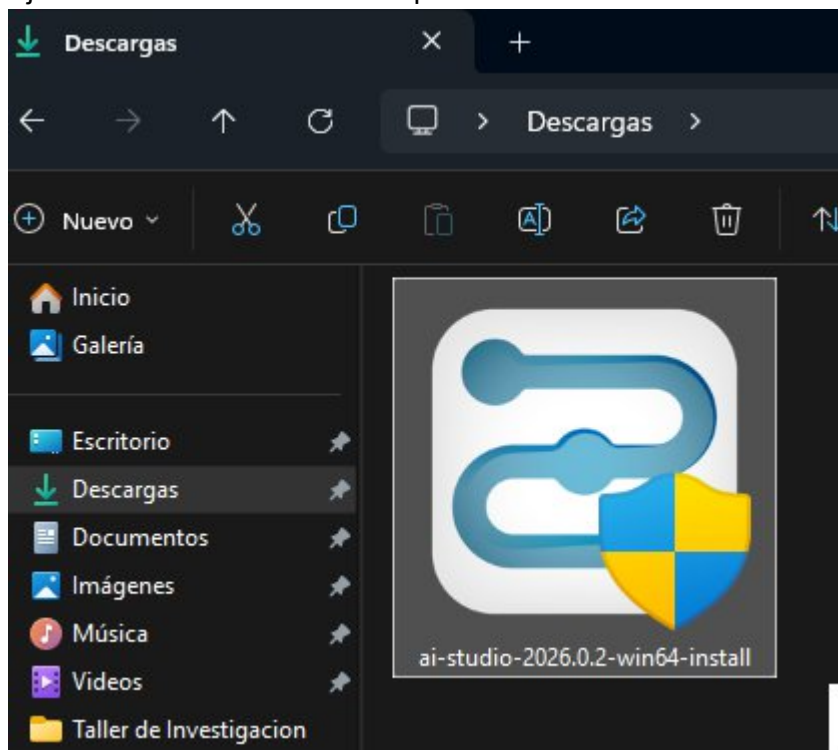 Descargas
Descargas
Nuevo
Inicio
Galería
Escritorio
Descargas
Documentos
Imágenes
Música
Videos
Taller de Investigacion
ai-studio-2026.0.2-win64-install